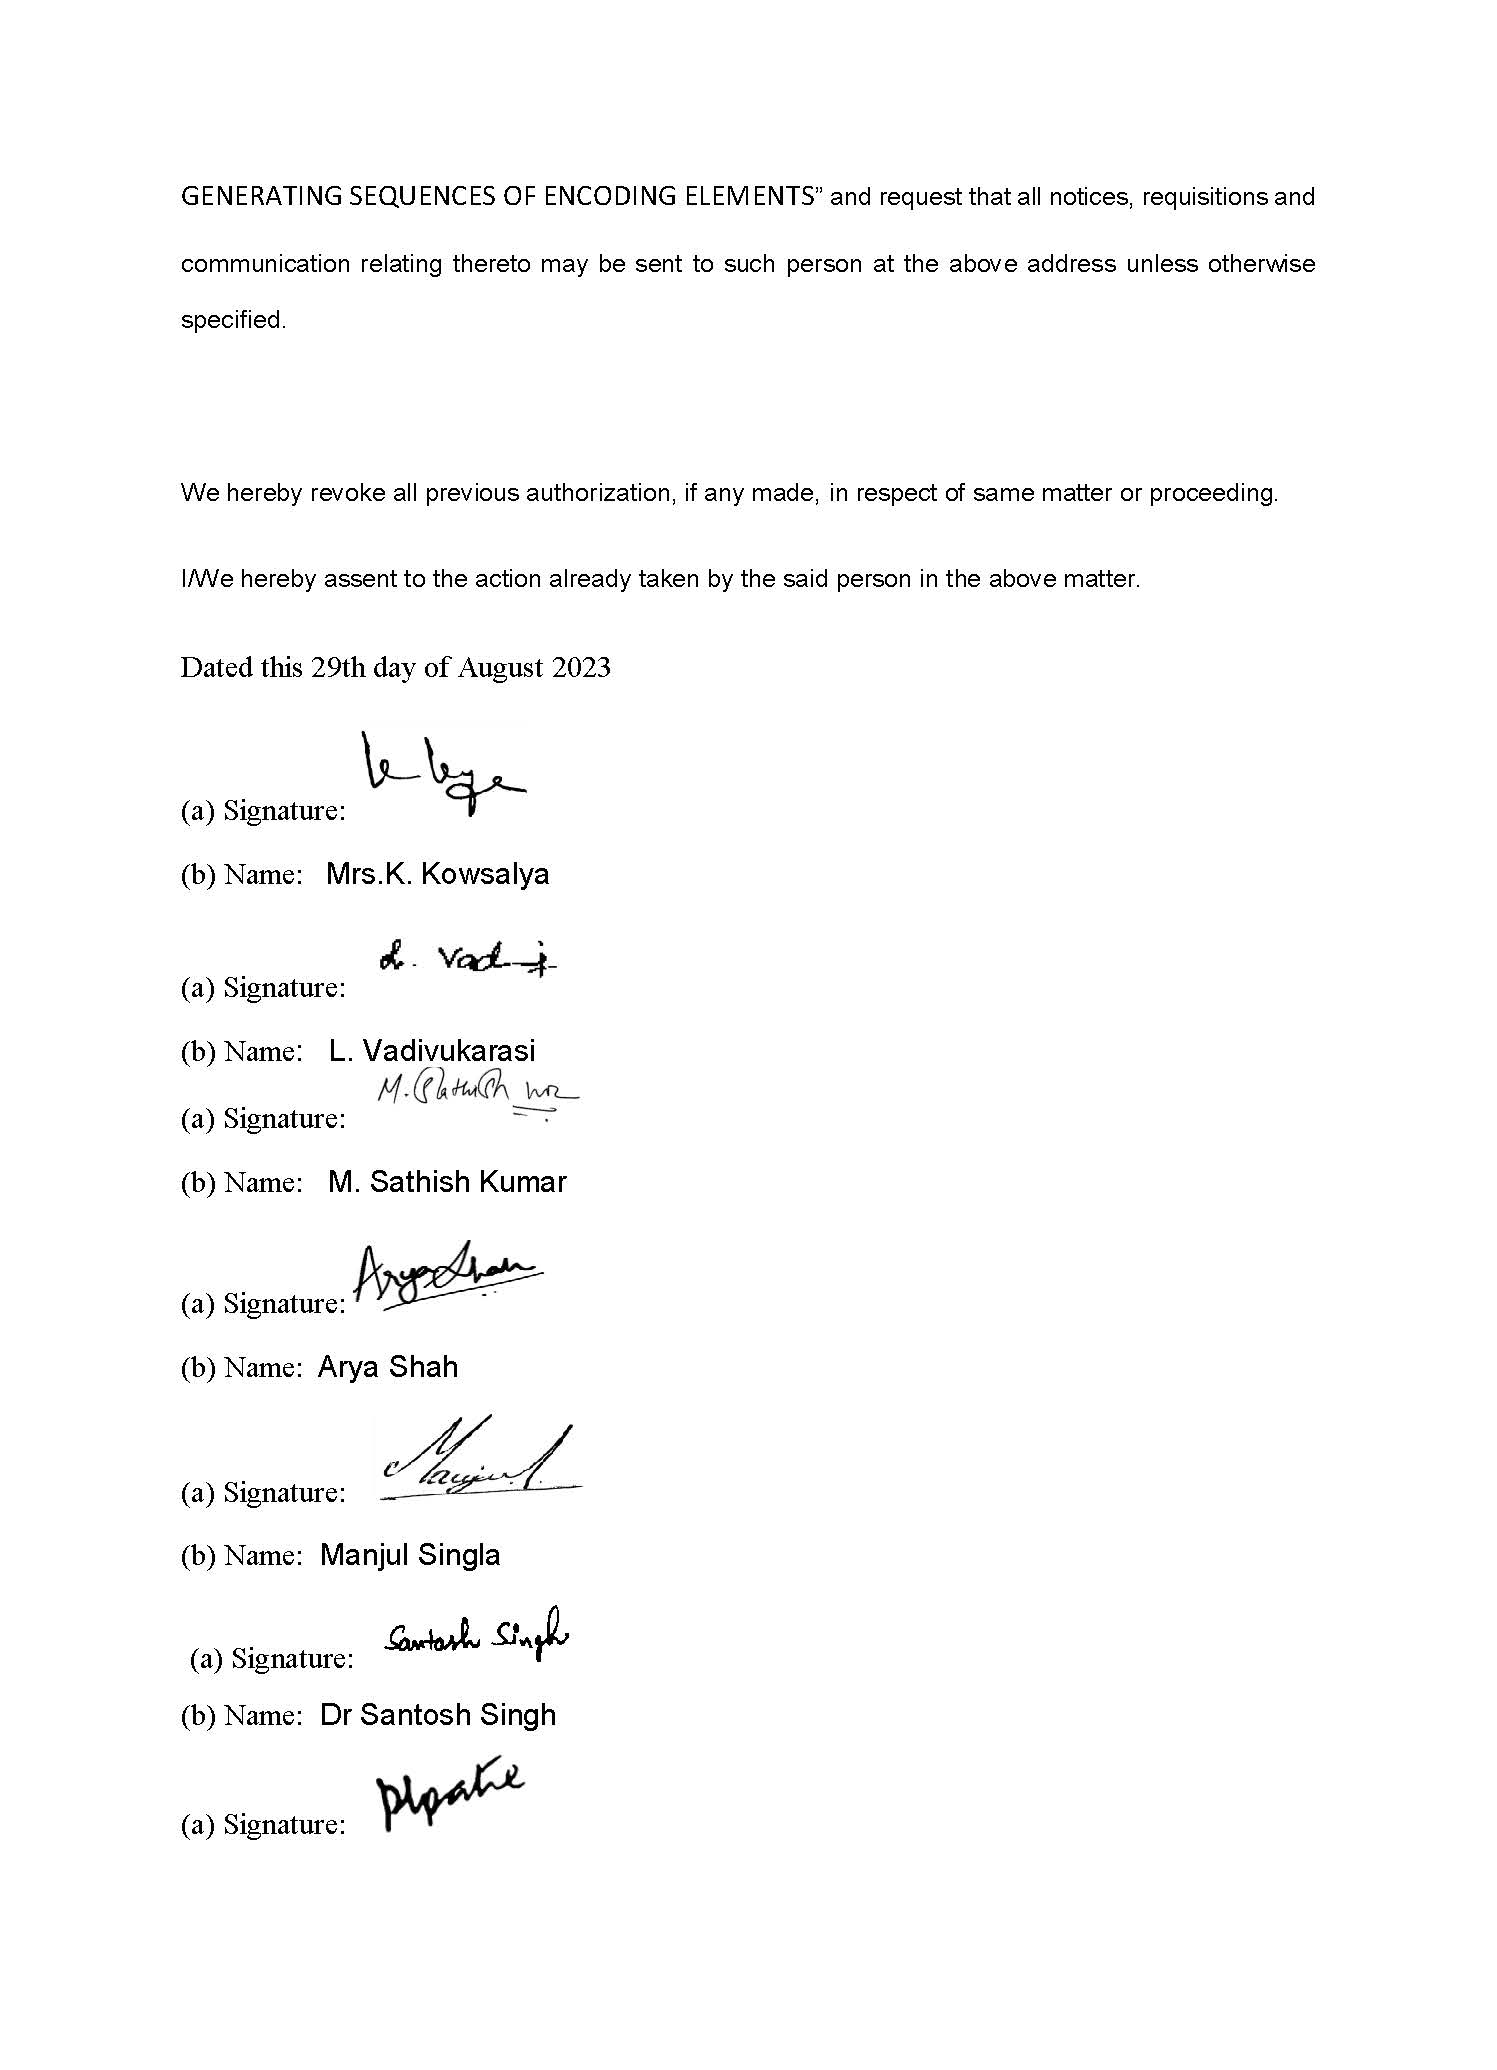 GENERATING SEQUENCES OF ENCODING ELEMENTS” and request that all notices, requisitions and
communication relating thereto may be sent to such person at the above address unless otherwise
specified.
We hereby revoke all previous authorization, if any made, in respect of same matter or proceeding.
I/We hereby assent to the action already taken by the said person in the above matter.
Dated this 29th day of August 2023
(a) Signature:
(b) Name: Mrs.K. Kowsalya
(a) Signature: L. Vadi
(b) Name: L. Vadivukarasi
(a) Signature: M. Sathish
(b) Name: M. Sathish Kumar
(a) Signature: Arya Shah
(b) Name: Arya Shah
(a) Signature: Manjul
(b) Name: Manjul Singla
(a) Signature: Santosh Singh
(b) Name: Dr Santosh Singh
(a) Signature: